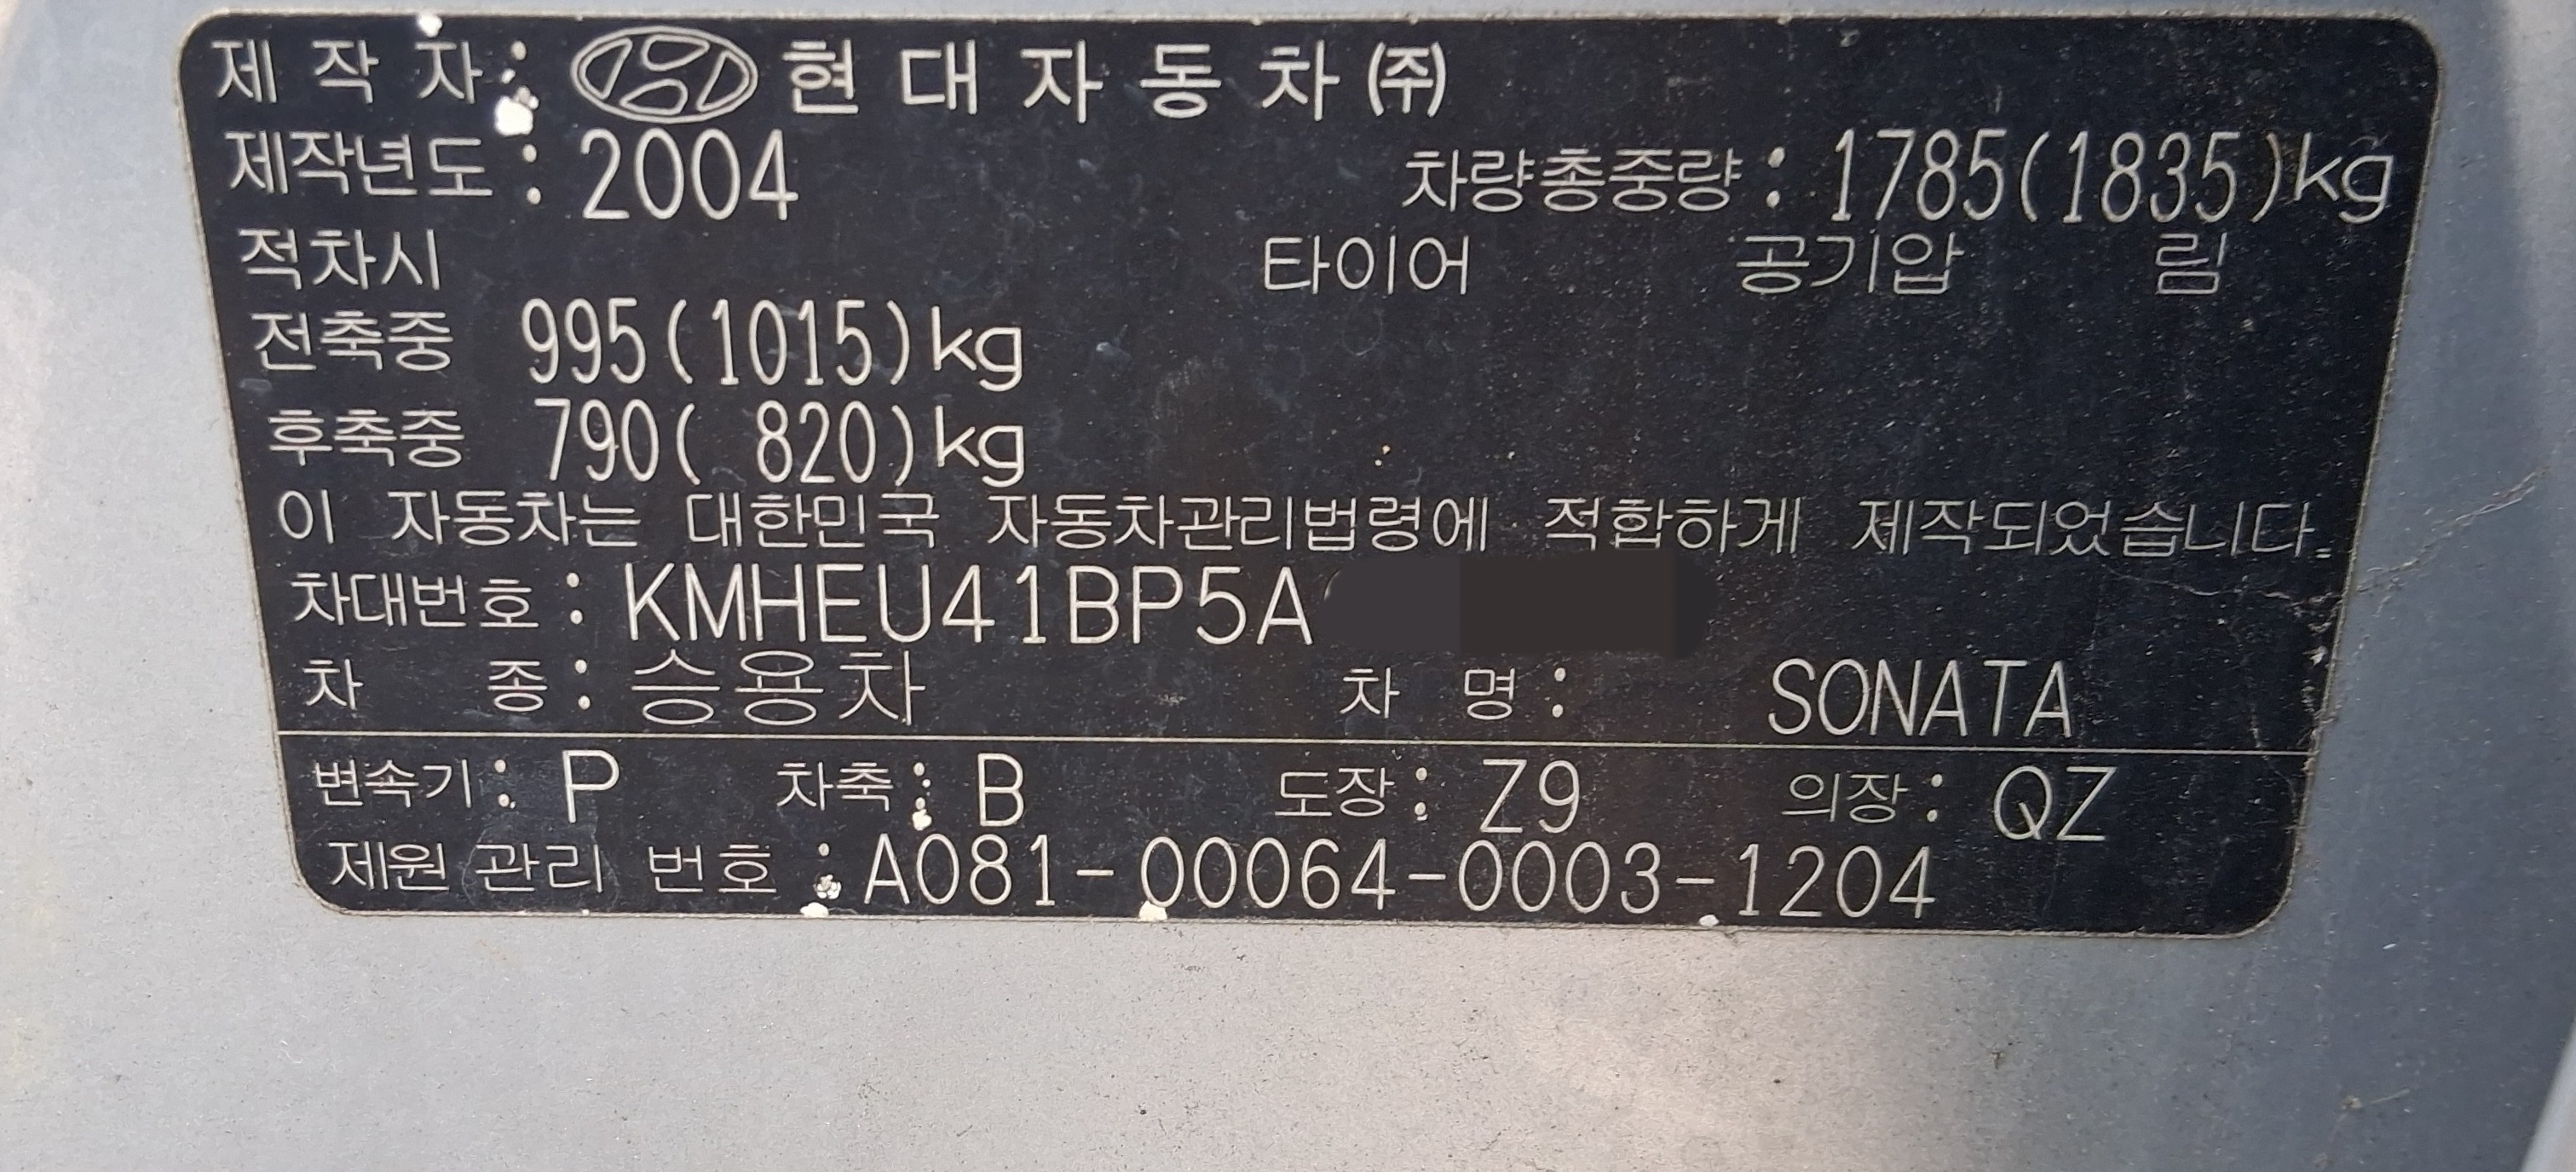 제 작 자 : 현 대 자 동 차 ㈜
제작년도 : 2004 차량총중량 : 1785(1835)kg
적차시 타이어 공기압 림
전축중 995(1015)kg
후축중 790( 820)kg
이 자동차는 대한민국 자동차관리법령에 적합하게 제작되었습니다.
차대번호 : KMHEU41BP5A
차 종 : 승용차 차 명 : SONATA
변속기 : P 차축 : B 도장 : Z9 의장 : QZ
제원 관리 번호 : A081-00064-0003-1204